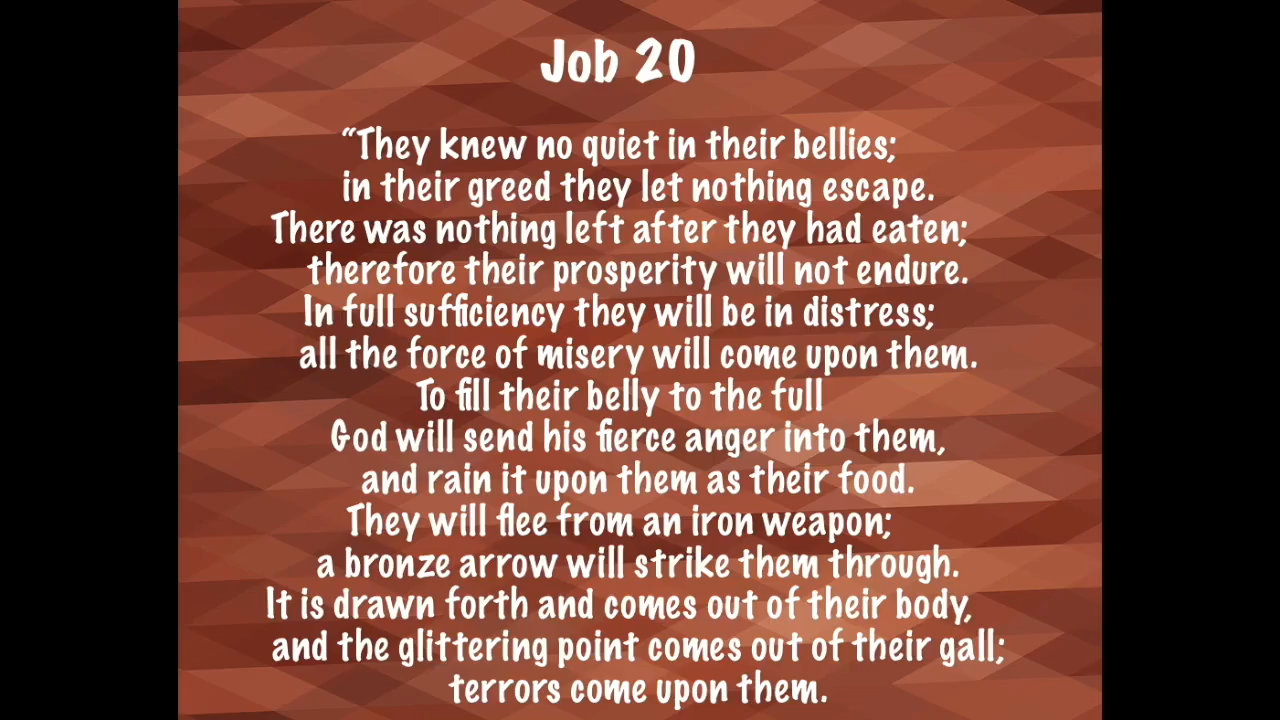 Job 20
“They knew no quiet in their bellies;
in their greed they let nothing escape.
There was nothing left after they had eaten;
therefore their prosperity will not endure.
In full sufficiency they will be in distress;
all the force of misery will come upon them.
To fill their belly to the full
God will send his fierce anger into them,
and rain it upon them as their food.
They will flee from an iron weapon;
a bronze arrow will strike them through.
It is drawn forth and comes out of their body,
and the glittering point comes out of their gall;
terrors come upon them.